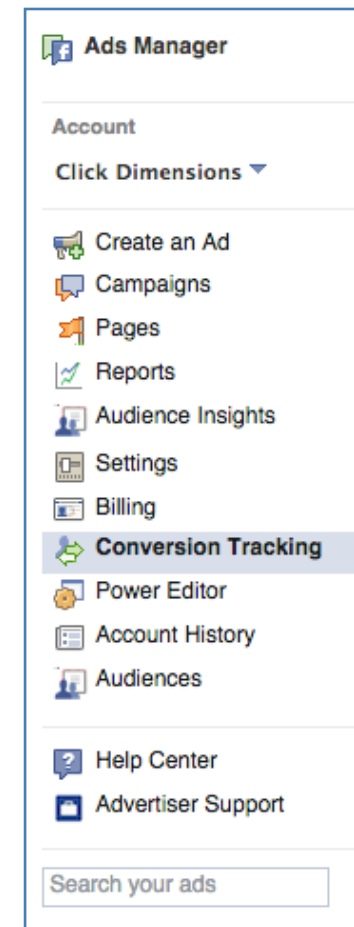 Ads Manager
Account
Click Dimensions
Create an Ad
Campaigns
Pages
Reports
Audience Insights
Settings
Billing
Conversion Tracking
Power Editor
Account History
Audiences
Help Center
Advertiser Support
Search your ads